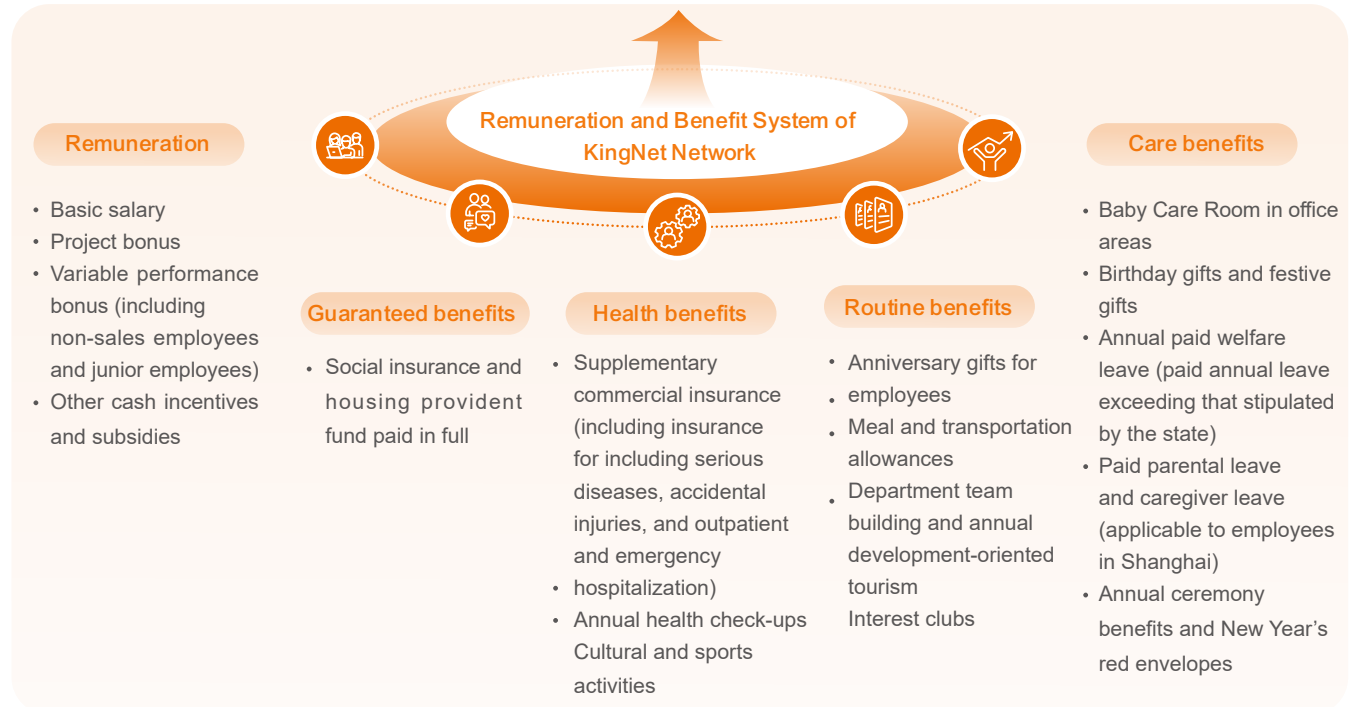 Remuneration and Benefit System of
KingNet Network
Remuneration
• Basic salary
• Project bonus
• Variable performance
bonus (including
non-sales employees
and junior employees)
• Other cash incentives
and subsidies
Guaranteed benefits
• Social insurance and
housing provident
fund paid in full
Health benefits
• Supplementary
commercial insurance
(including insurance
for including serious
diseases, accidental
injuries, and outpatient
and emergency
• hospitalization)
• Annual health check-ups
Cultural and sports
activities
Routine benefits
• Anniversary gifts for
• employees
• Meal and transportation
allowances
• Department team
building and annual
development-oriented
tourism
Interest clubs
Care benefits
• Baby Care Room in office
areas
• Birthday gifts and festive
gifts
• Annual paid welfare
leave (paid annual leave
exceeding that stipulated
by the state)
• Paid parental leave
and caregiver leave
(applicable to employees
in Shanghai)
• Annual ceremony
benefits and New Year’s
red envelopes